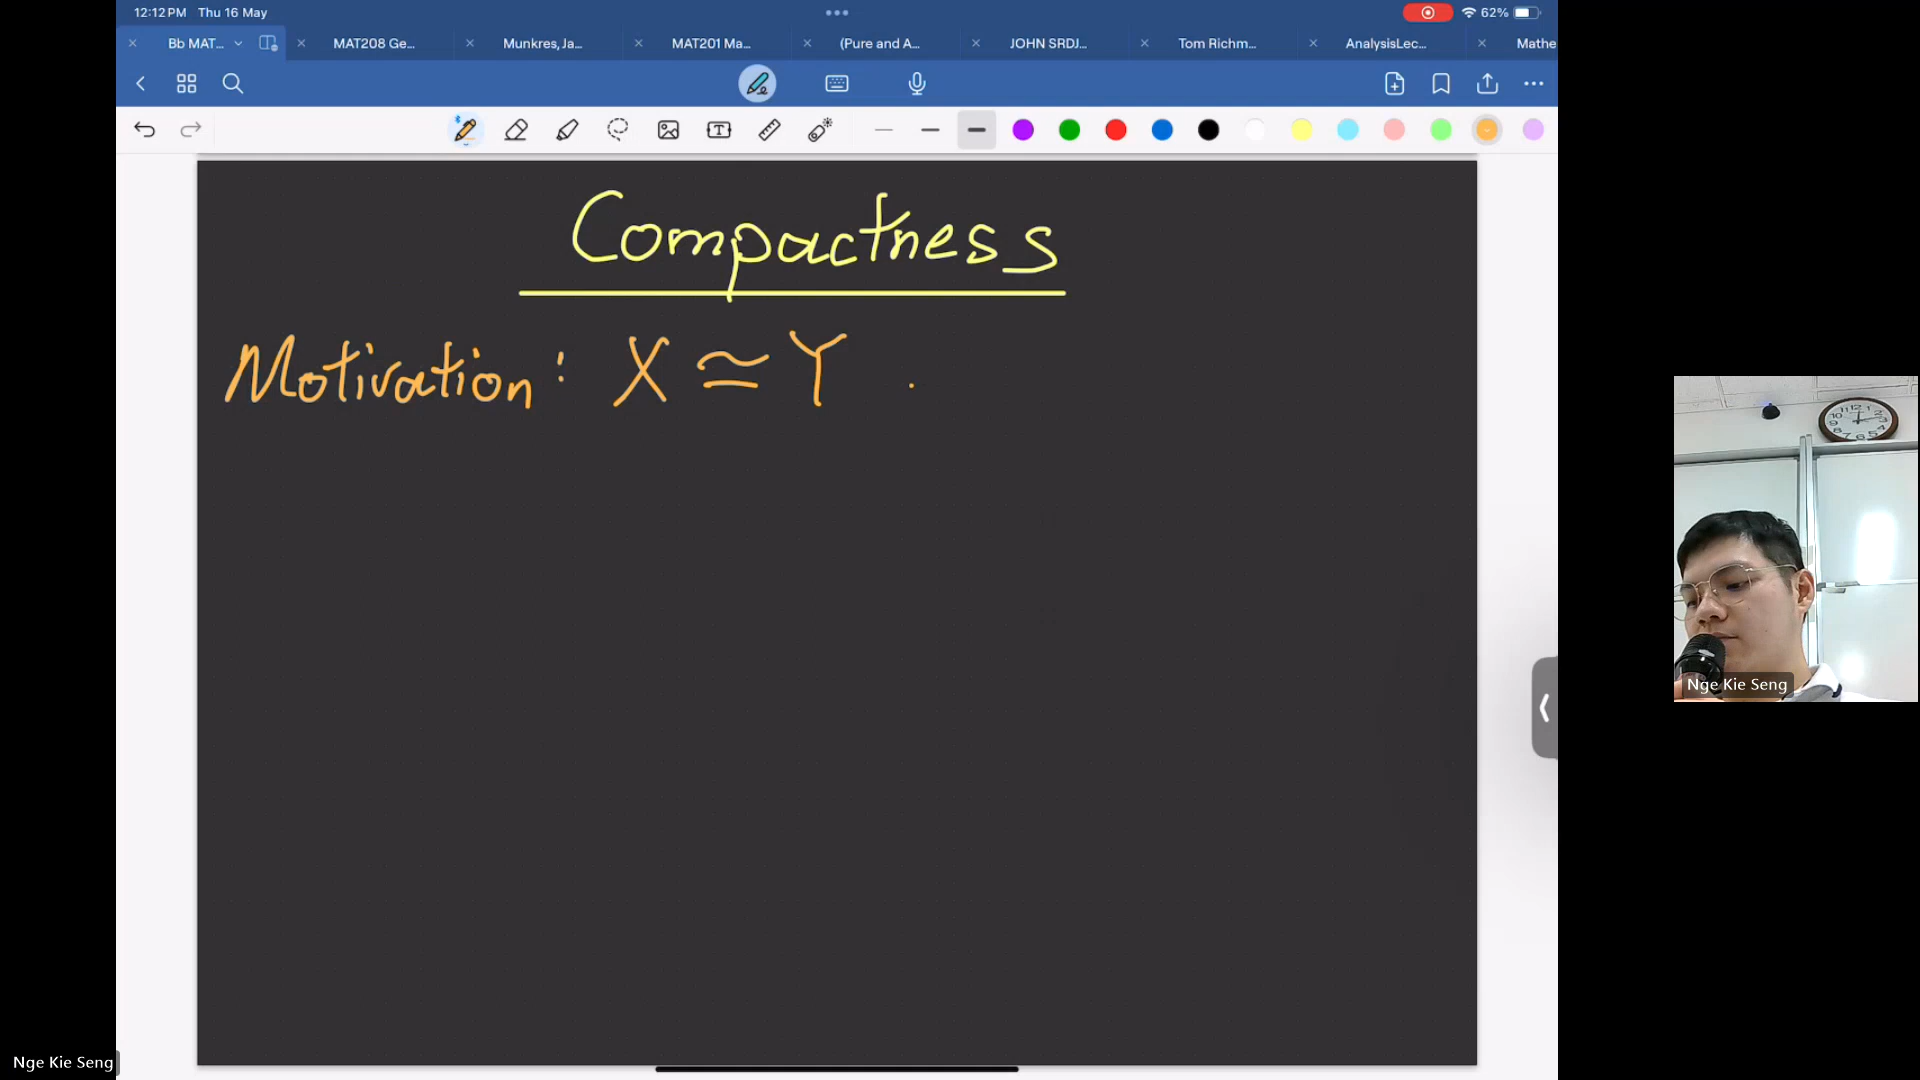 12:12 PM Thu 16 May
62%
Bb MAT... MAT208 Ge... Munkres, Ja... MAT201 Ma... (Pure and A... JOHN SRDJ... Tom Richm... AnalysisLec... Mathe
Compactness
Motivation: X ≃ Y .
Nge Kie Seng
Nge Kie Seng